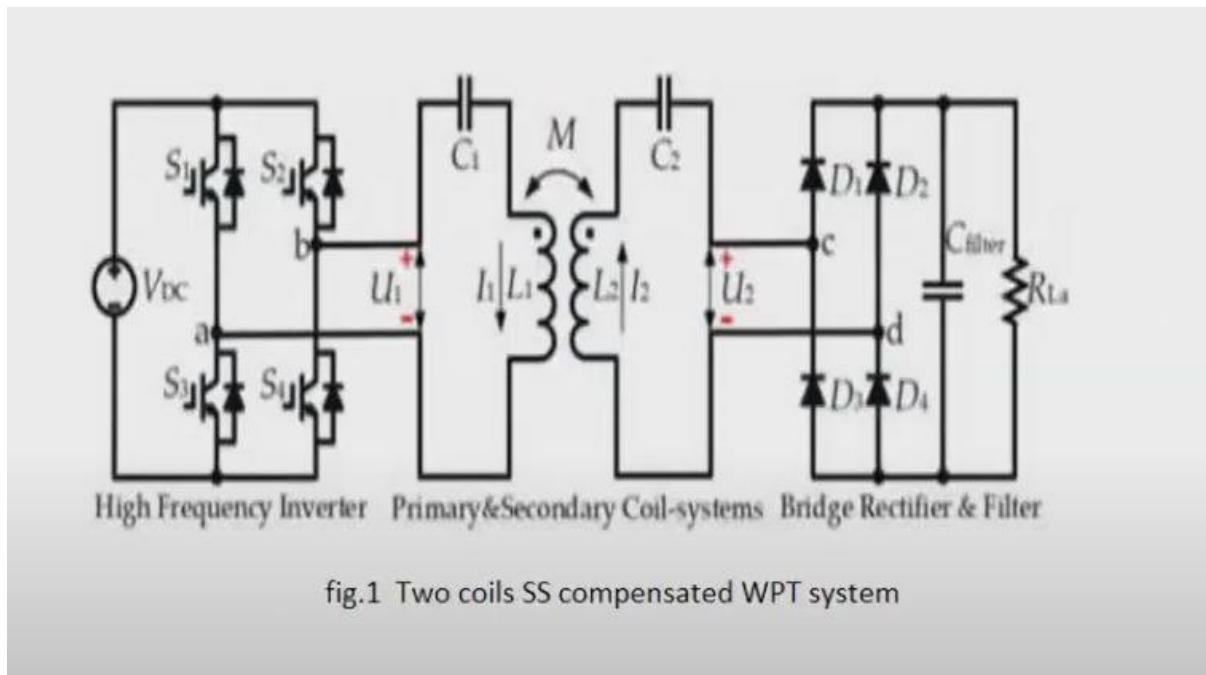 S1
S2
VDC
b
a
S3
S4
U1
+
-
C1
M
I1
L1
C2
L2
I2
U2
+
-
D1
D2
c
d
D3
D4
Cfilter
RLa
High Frequency Inverter Primary&Secondary Coil-systems Bridge Rectifier & Filter
fig.1 Two coils SS compensated WPT system